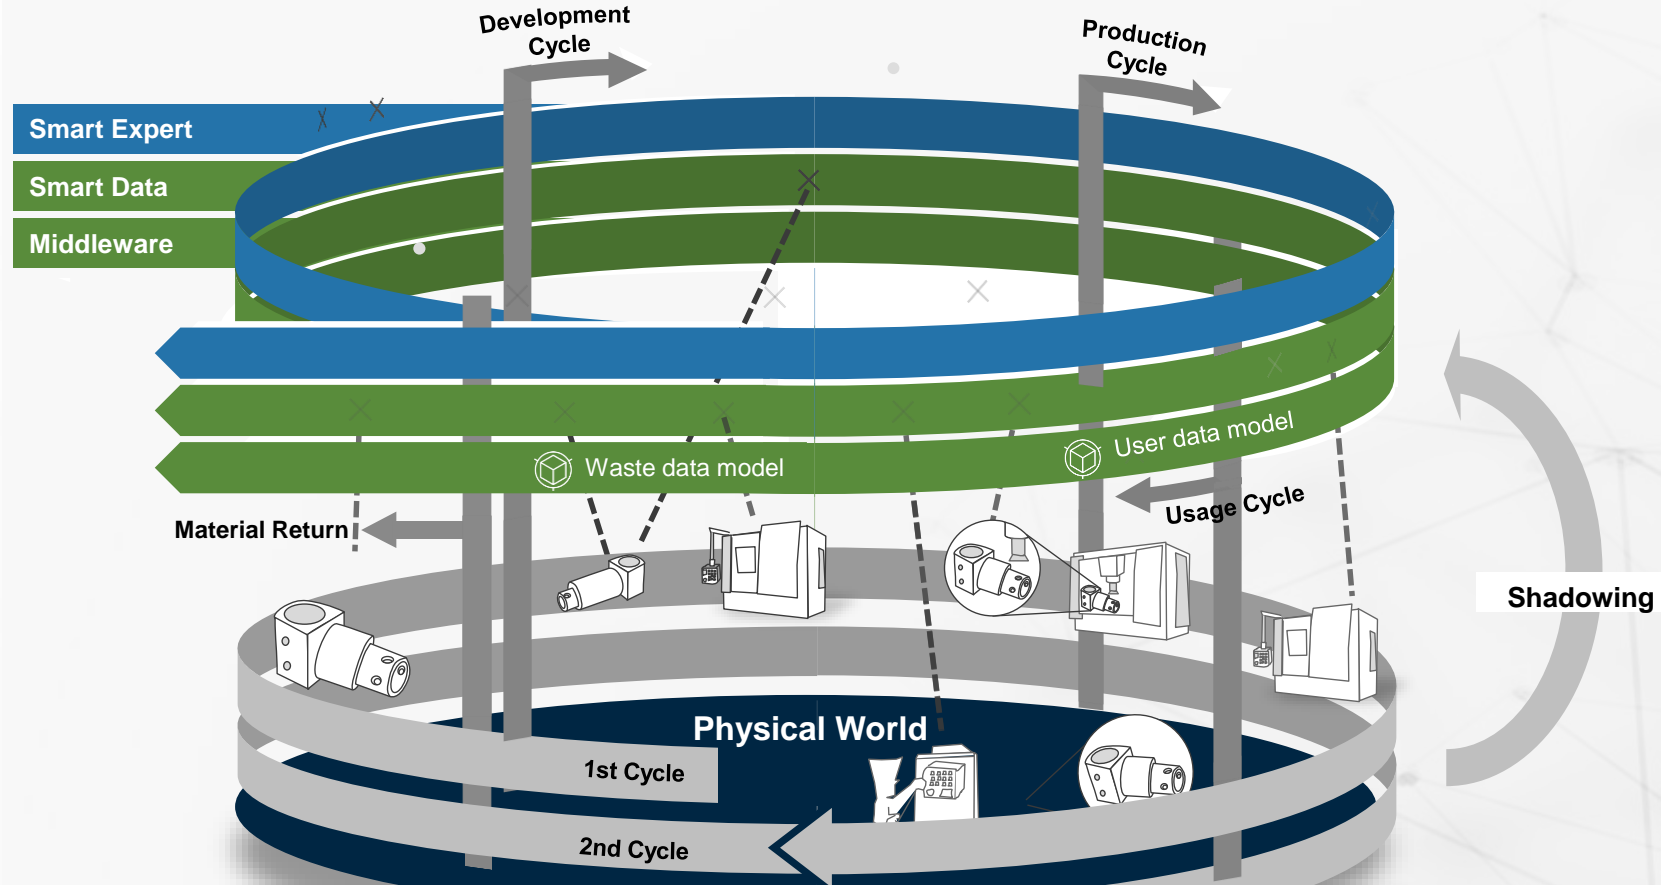 Development
Cycle
Production
Cycle
Smart Expert
Smart Data
Middleware
User data model
Waste data model
Usage Cycle
Material Return
Shadowing
Physical World
1st Cycle
2nd Cycle